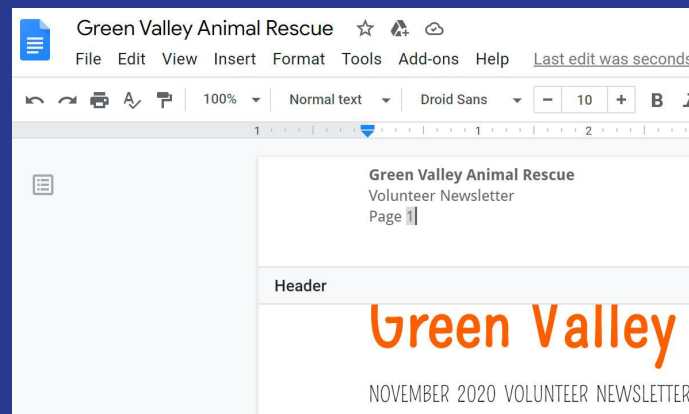 Green Valley Animal Rescue
File Edit View Insert Format Tools Add-ons Help Last edit was seconds
100% Normal text Droid Sans - 10 + B I
1 1 2
Green Valley Animal Rescue
Volunteer Newsletter
Page 1
Header
Green Valley
NOVEMBER 2020 VOLUNTEER NEWSLETTER